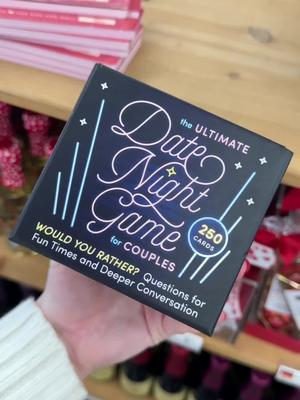 the ULTIMATE
Date
Night
Game
for COUPLES
250
CARDS
WOULD YOU RATHER? Questions for
Fun Times and Deeper Conversation